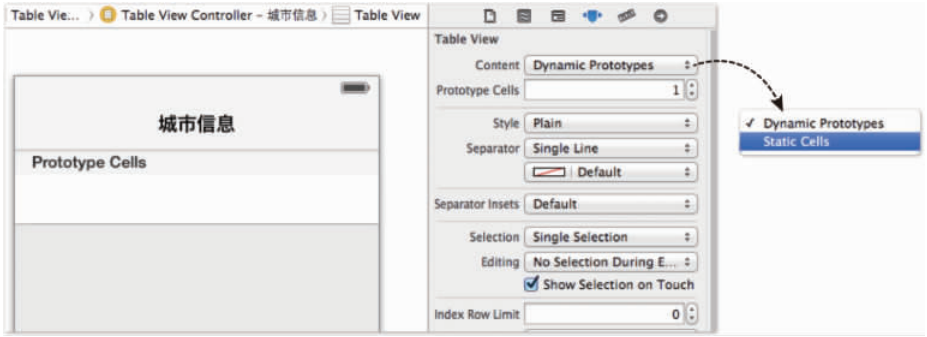 Table Vie... 〉 Table View Controller – 城市信息 〉 Table View
城市信息
Prototype Cells
Table View
Content Dynamic Prototypes
Prototype Cells 1
Style Plain
Separator Single Line
Default
Separator Insets Default
Selection Single Selection
Editing No Selection During E...
Show Selection on Touch
Index Row Limit 0
✓ Dynamic Prototypes
Static Cells